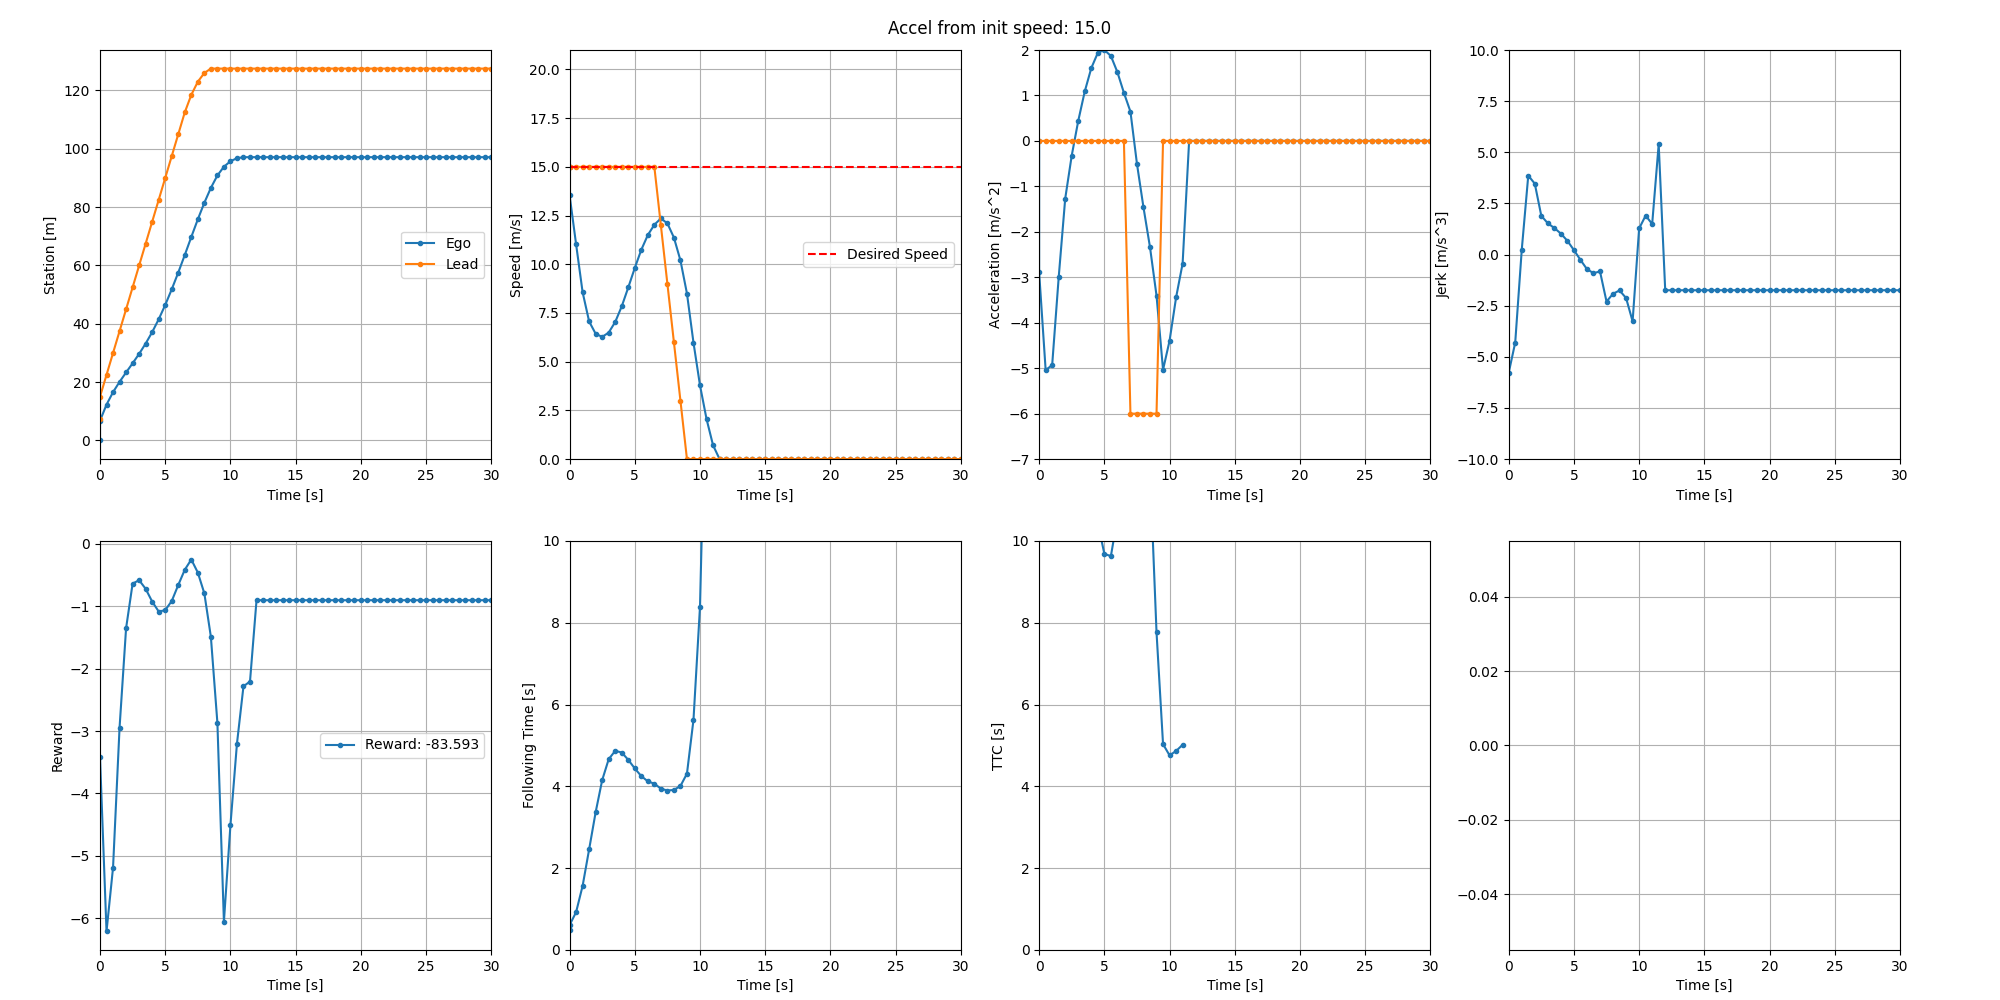 Accel from init speed: 15.0
Station [m]
120
100
80
60
40
20
0
Ego
Lead
0 5 10 15 20 25 30
Time [s]
Speed [m/s]
20.0
17.5
15.0
12.5
10.0
7.5
5.0
2.5
0.0
Desired Speed
0 5 10 15 20 25 30
Time [s]
Acceleration [m/s^2]
2
1
0
−1
−2
−3
−4
−5
−6
−7
0 5 10 15 20 25 30
Time [s]
Jerk [m/s^3]
10.0
7.5
5.0
2.5
0.0
−2.5
−5.0
−7.5
−10.0
0 5 10 15 20 25 30
Time [s]
Reward
0
−1
−2
−3
−4
−5
−6
Reward: -83.593
0 5 10 15 20 25 30
Time [s]
Following Time [s]
10
8
6
4
2
0
0 5 10 15 20 25 30
Time [s]
TTC [s]
10
8
6
4
2
0
0 5 10 15 20 25 30
Time [s]
0.04
0.02
0.00
−0.02
−0.04
0 5 10 15 20 25 30
Time [s]